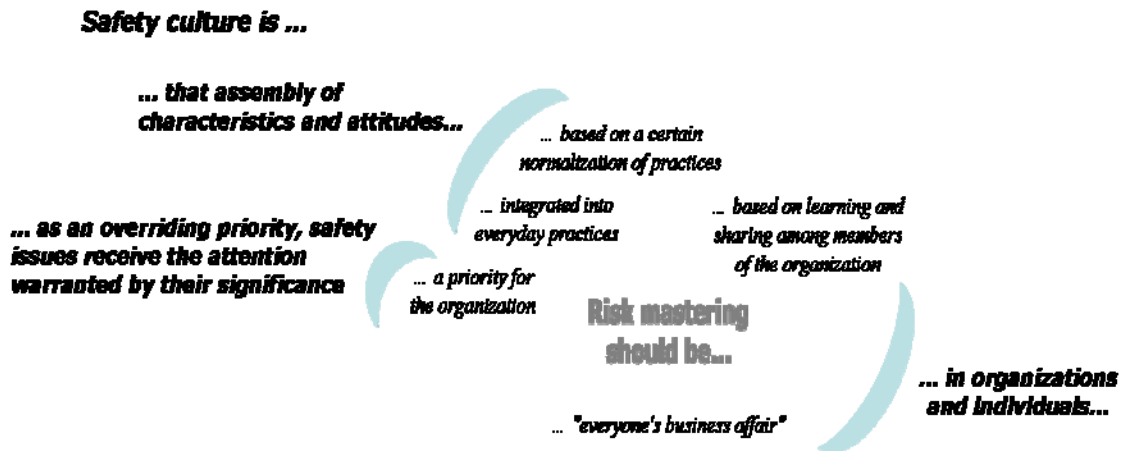 Safety culture is ...
... that assembly of
characteristics and attitudes...
... based on a certain
normalization of practices
... integrated into
everyday practices
... based on learning and
sharing among members
of the organization
... as an overriding priority, safety
issues receive the attention
warranted by their significance
... a priority for
the organization
Risk mastering
should be...
... in organizations
and individuals...
... "everyone's business affair"